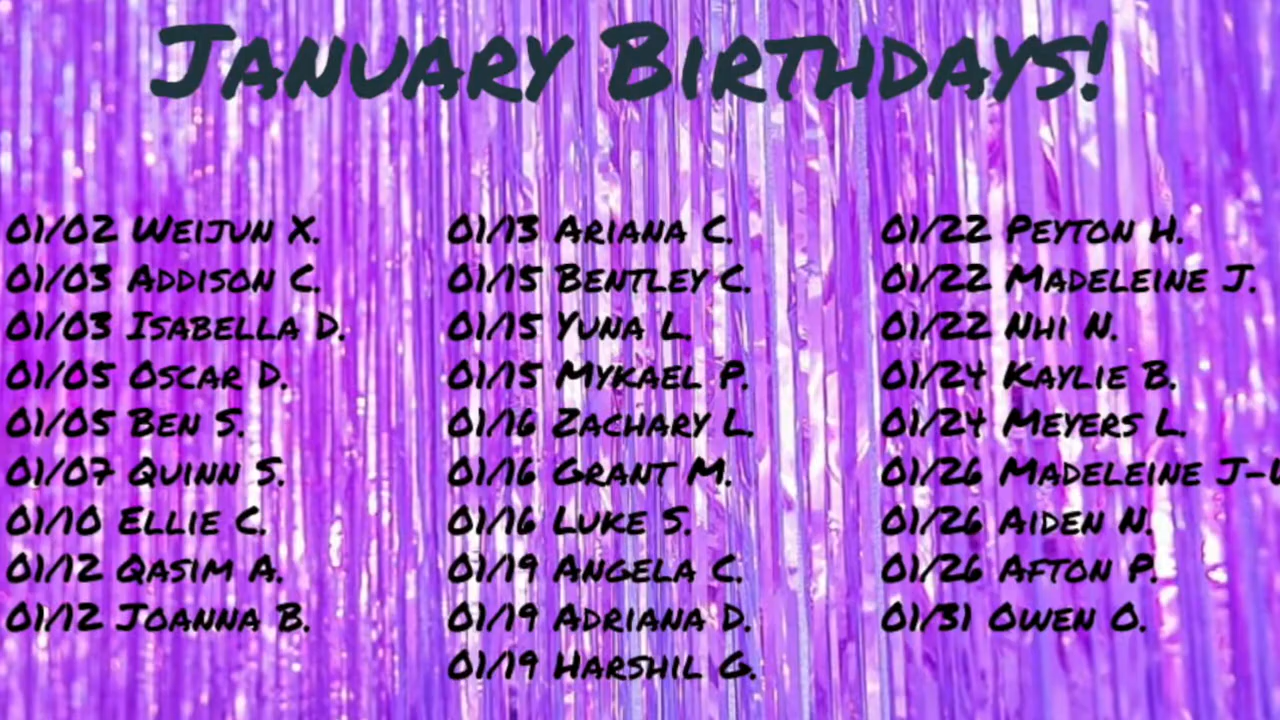 January Birthdays!
01/02 Weijun X.
01/03 Addison C.
01/03 Isabella D.
01/05 Oscar D.
01/05 Ben S.
01/07 Quinn S.
01/10 Ellie C.
01/12 Qasim A.
01/12 Joanna B.
01/13 Ariana C.
01/15 Bentley C.
01/15 Yuna L.
01/15 Mykael P.
01/16 Zachary L.
01/16 Grant M.
01/16 Luke S.
01/19 Angela C.
01/19 Adriana D.
01/19 Harshil G.
01/22 Peyton H.
01/22 Madeleine J.
01/22 Nhi N.
01/24 Kaylie B.
01/24 Meyers L.
01/26 Madeleine J-
01/26 Aiden N.
01/26 Afton P.
01/31 Owen O.